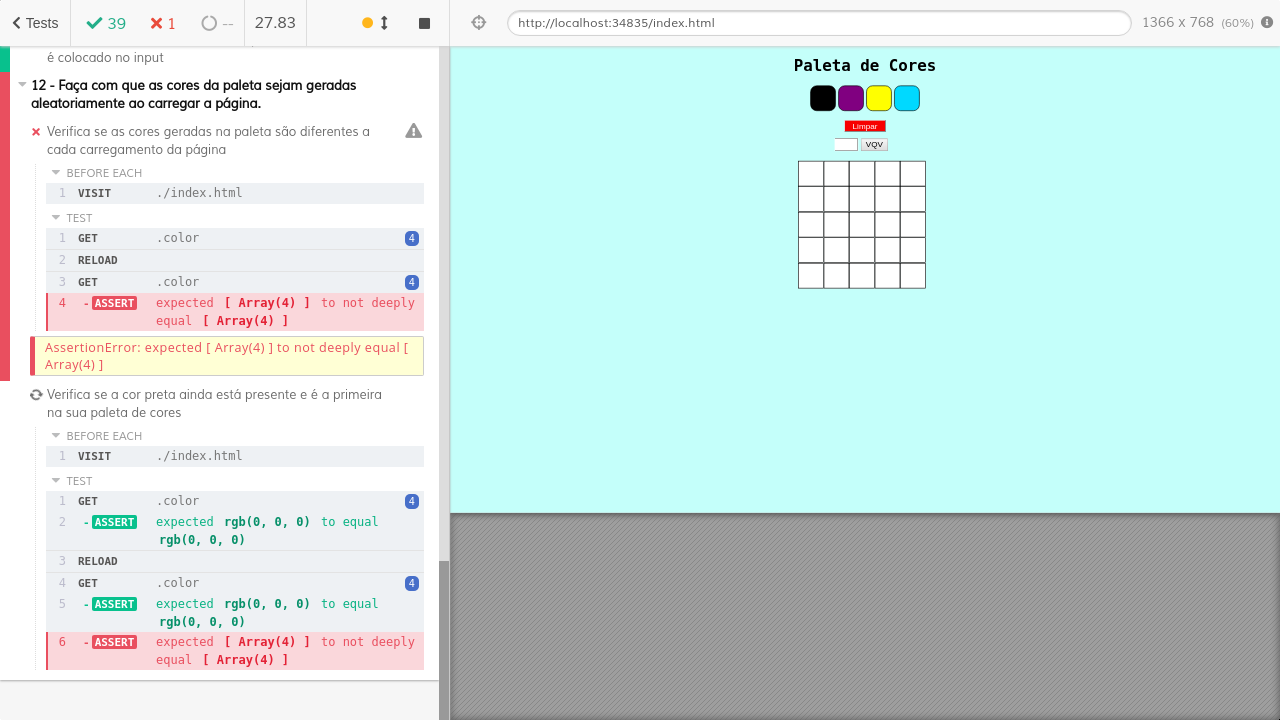 Tests
39
1
--
27.83
http://localhost:34835/index.html
1366 x 768 (60%)
é colocado no input
12 - Faça com que as cores da paleta sejam geradas
aleatoriamente ao carregar a página.
Verifica se as cores geradas na paleta são diferentes a
cada carregamento da página
BEFORE EACH
1 VISIT ./index.html
TEST
1 GET .color 4
2 RELOAD
3 GET .color 4
4 -ASSERT expected [ Array(4) ] to not deeply
equal [ Array(4) ]
AssertionError: expected [ Array(4) ] to not deeply equal [
Array(4) ]
Verifica se a cor preta ainda está presente e é a primeira
na sua paleta de cores
BEFORE EACH
1 VISIT ./index.html
TEST
1 GET .color 4
2 -ASSERT expected rgb(0, 0, 0) to equal
rgb(0, 0, 0)
3 RELOAD
4 GET .color 4
5 -ASSERT expected rgb(0, 0, 0) to equal
rgb(0, 0, 0)
6 -ASSERT expected [ Array(4) ] to not deeply
equal [ Array(4) ]
Paleta de Cores
Limpar
VQV